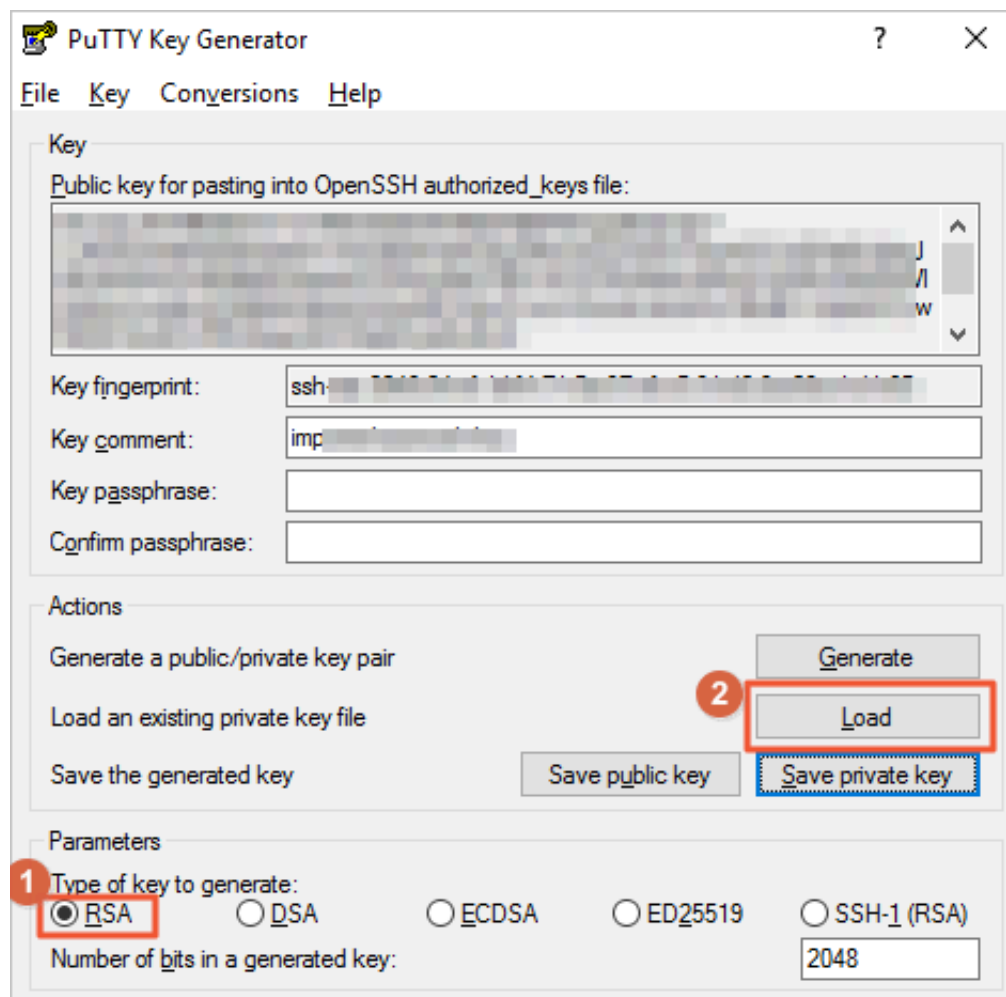 PuTTY Key Generator ? ×
File Key Conversions Help
Key
Public key for pasting into OpenSSH authorized_keys file:
Key fingerprint: ssh-
Key comment: imp
Key passphrase:
Confirm passphrase:
Actions
Generate a public/private key pair Generate
2
Load an existing private key file Load
Save the generated key Save public key Save private key
Parameters
1
Type of key to generate:
RSA DSA ECDSA ED25519 SSH-1 (RSA)
Number of bits in a generated key: 2048